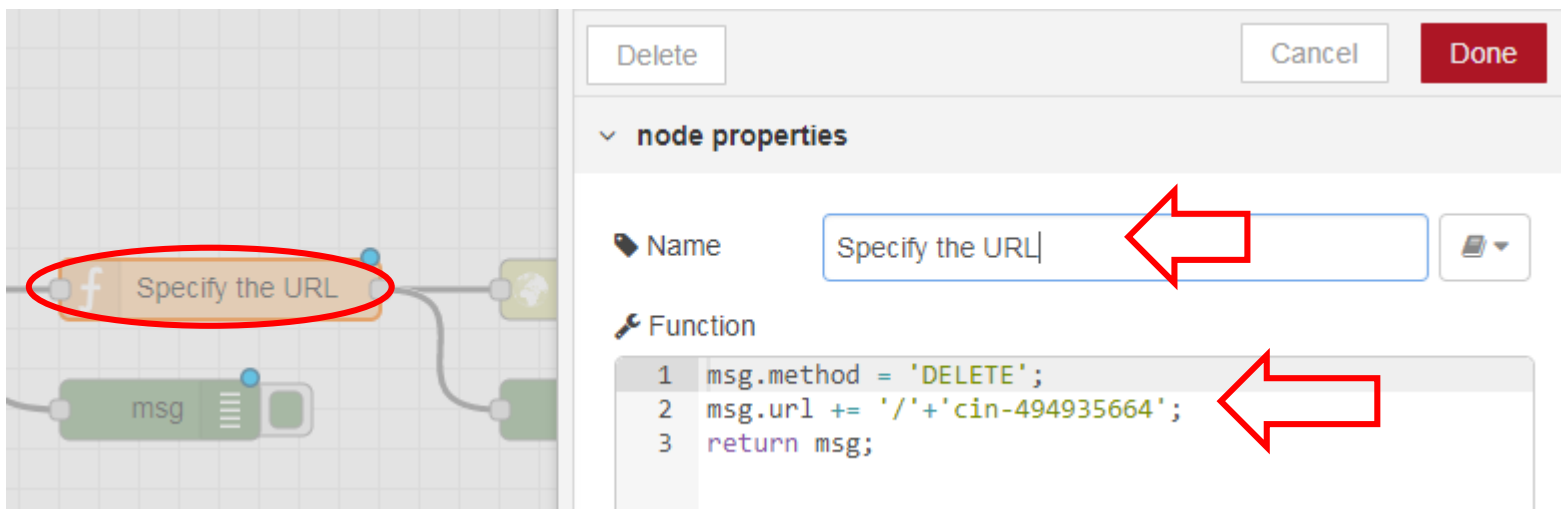 Delete
Cancel
Done
node properties
Name
Specify the URL
Function
1 msg.method = 'DELETE';
2 msg.url += '/'+'cin-494935664';
3 return msg;
f Specify the URL
msg